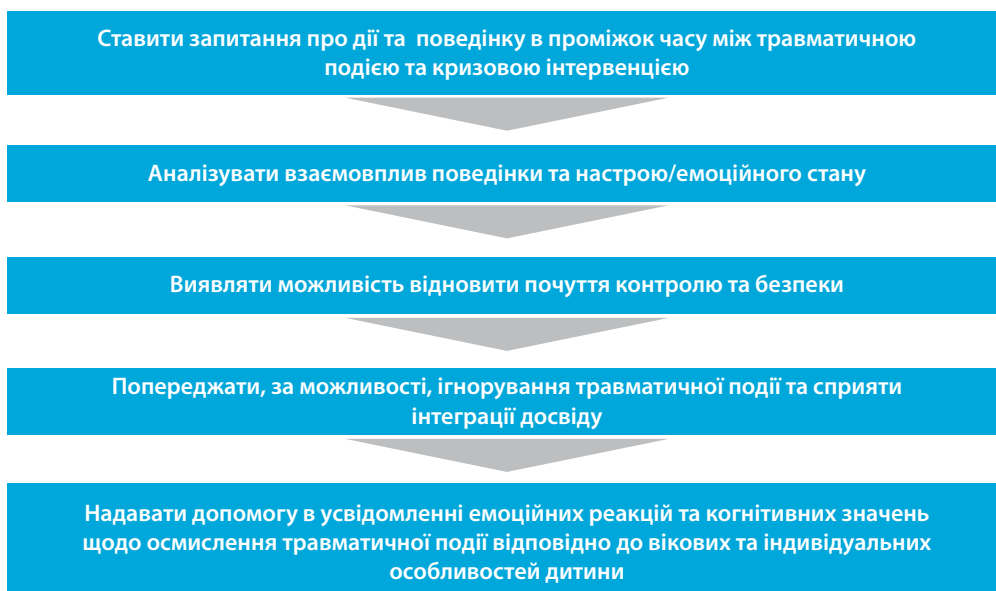 Ставити запитання про дії та  поведінку в проміжок часу між травматичною
подією та кризовою інтервенцією
Аналізувати взаємовплив поведінки та настрою/емоційного стану
Виявляти можливість відновити почуття контролю та безпеки
Попереджати, за можливості, ігнорування травматичної події та сприяти
інтеграції досвіду
Надавати допомогу в усвідомленні емоційних реакцій та когнітивних значень
щодо осмислення травматичної події відповідно до вікових та індивідуальних
особливостей дитини